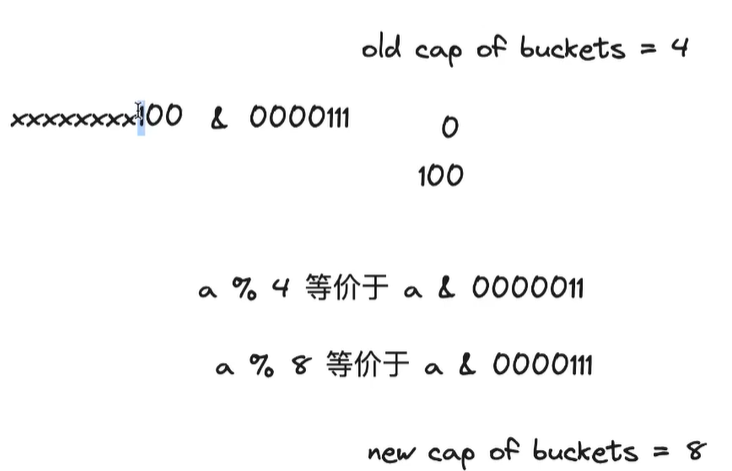 old cap of buckets = 4
xxxxxxxx100 & 0000111
0
100
a % 4 等价于 a & 0000011
a % 8 等价于 a & 0000111
new cap of buckets = 8